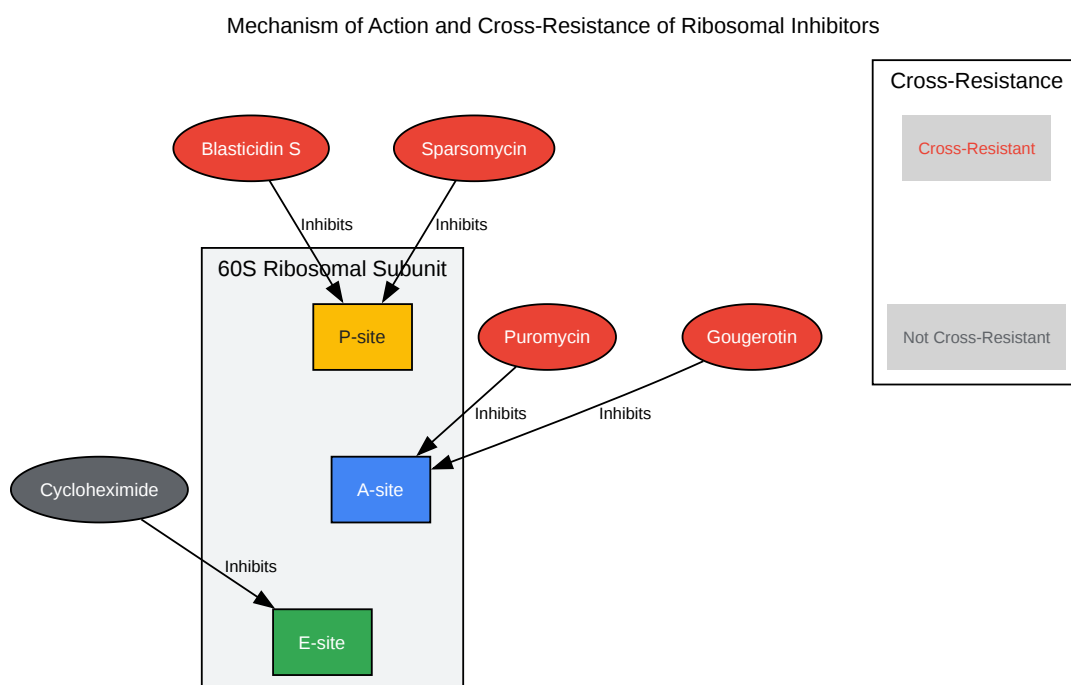 Mechanism of Action and Cross-Resistance of Ribosomal Inhibitors
Cross-Resistance
Cross-Resistant
Not Cross-Resistant
Blasticidin S
Sparsomycin
Inhibits
Inhibits
60S Ribosomal Subunit
P-site
Puromycin
Gougerotin
Inhibits
Inhibits
A-site
Cycloheximide
Inhibits
E-site